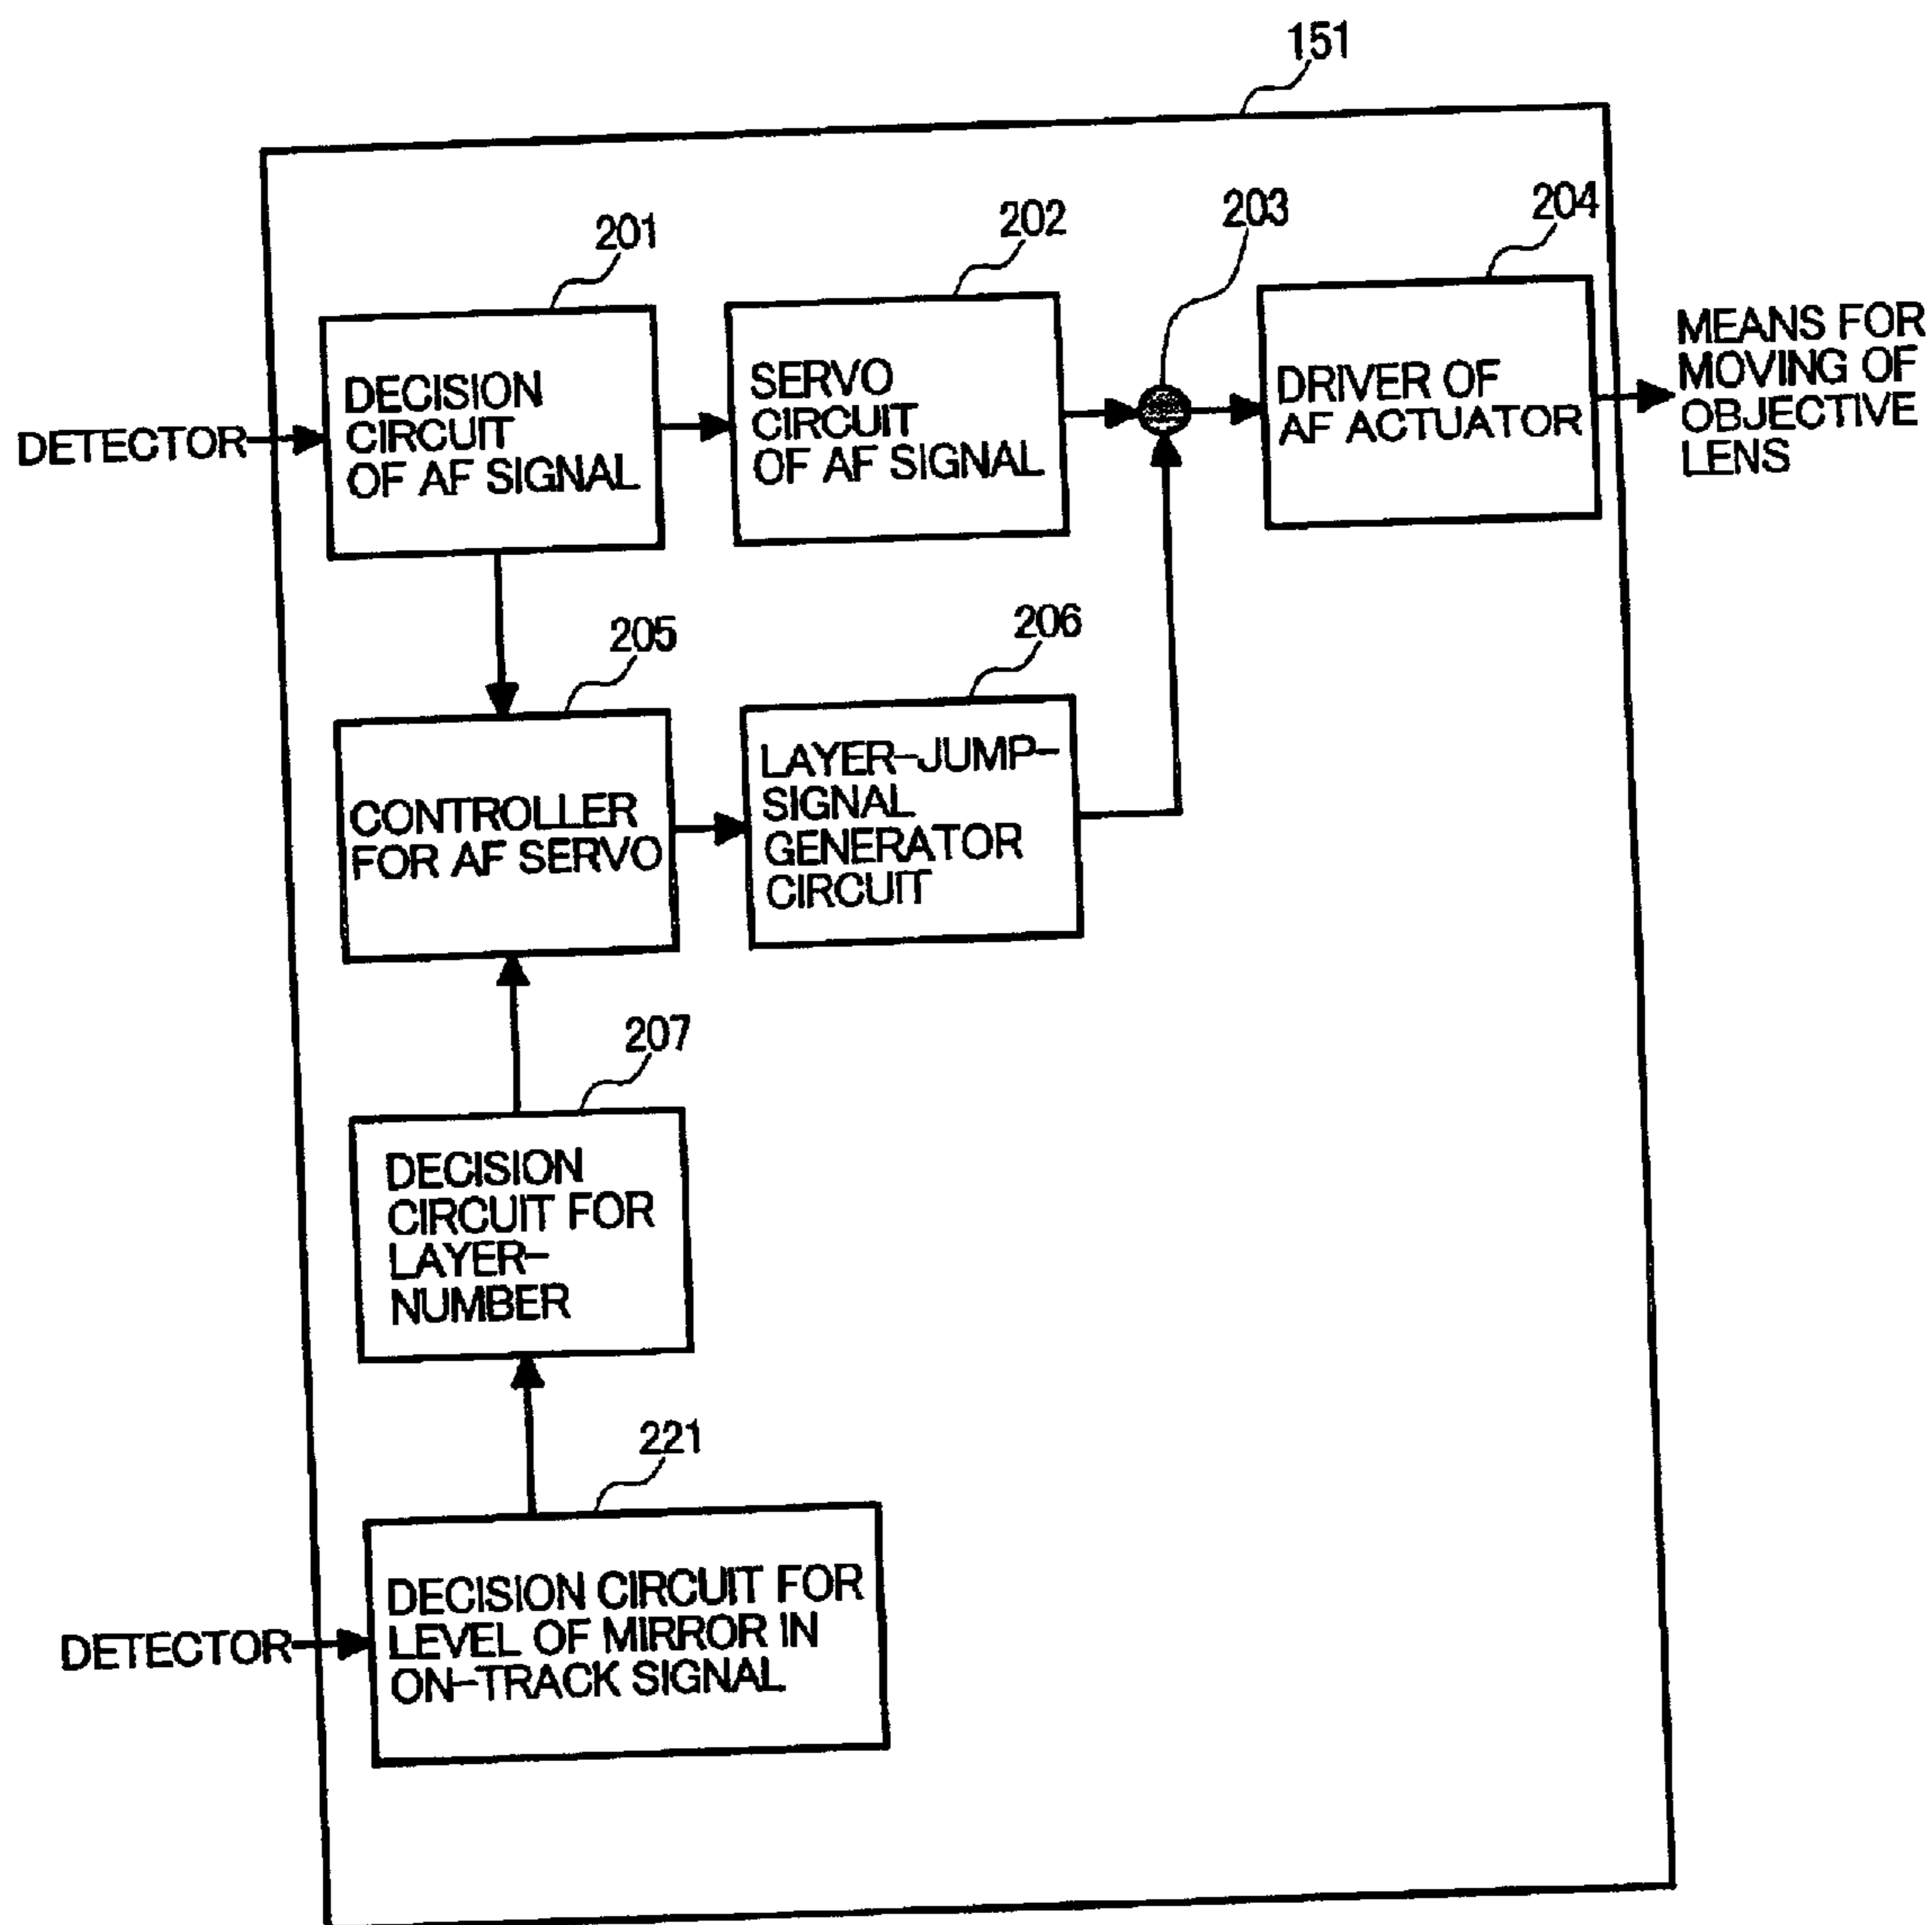 151
201
202
203
204
DETECTOR
DECISION
CIRCUIT
OF AF SIGNAL
SERVO
CIRCUIT
OF AF SIGNAL
DRIVER OF
AF ACTUATOR
MEANS FOR
MOVING OF
OBJECTIVE
LENS
205
206
CONTROLLER
FOR AF SERVO
LAYER-JUMP-
SIGNAL
GENERATOR
CIRCUIT
207
DECISION
CIRCUIT FOR
LAYER-
NUMBER
221
DETECTOR
DECISION CIRCUIT FOR
LEVEL OF MIRROR IN
ON-TRACK SIGNAL